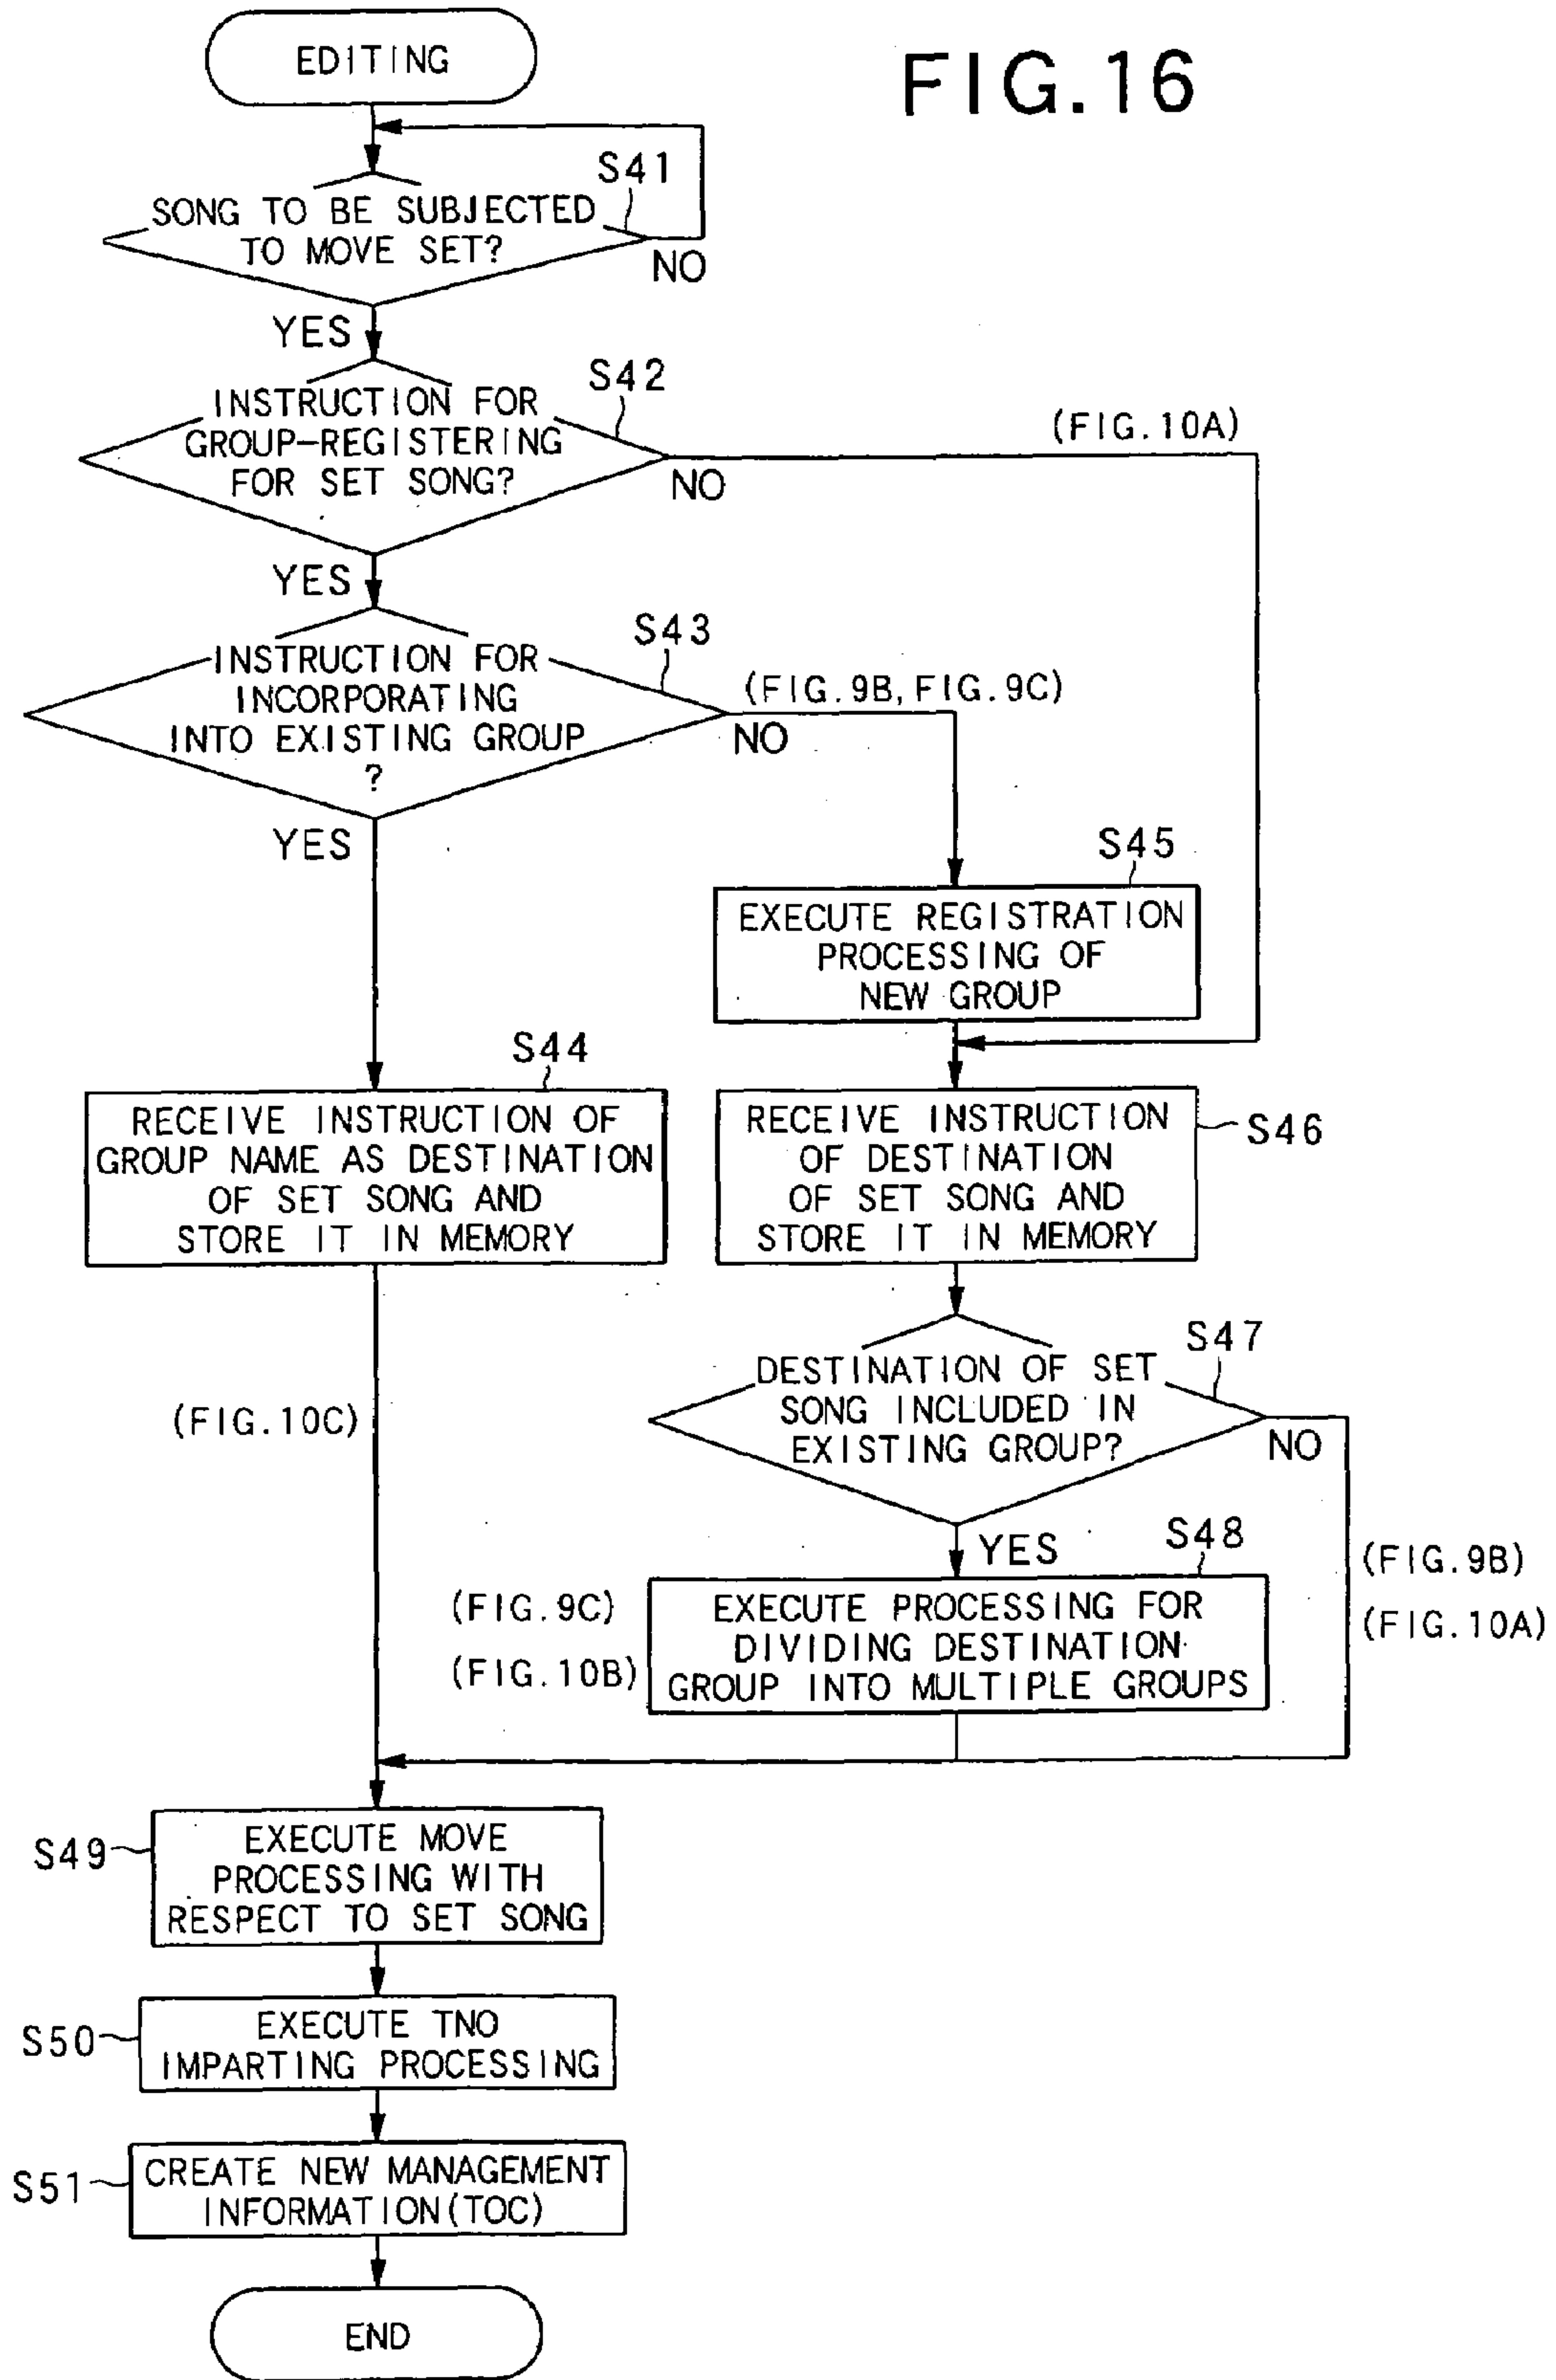 FIG.16
EDITING
S41
SONG TO BE SUBJECTED
TO MOVE SET?
NO
YES
S42
INSTRUCTION FOR
GROUP-REGISTERING
FOR SET SONG?
NO
(FIG.10A)
YES
S43
INSTRUCTION FOR
INCORPORATING
INTO EXISTING GROUP
?
(FIG.9B, FIG.9C)
NO
YES
S45
EXECUTE REGISTRATION
PROCESSING OF
NEW GROUP
S44
RECEIVE INSTRUCTION OF
GROUP NAME AS DESTINATION
OF SET SONG AND
STORE IT IN MEMORY
S46
RECEIVE INSTRUCTION
OF DESTINATION
OF SET SONG AND
STORE IT IN MEMORY
S47
DESTINATION OF SET
SONG INCLUDED IN
EXISTING GROUP?
NO
(FIG.10C)
YES
S48
(FIG.9C)
(FIG.10B)
EXECUTE PROCESSING FOR
DIVIDING DESTINATION
GROUP INTO MULTIPLE GROUPS
(FIG.9B)
(FIG.10A)
S49
EXECUTE MOVE
PROCESSING WITH
RESPECT TO SET SONG
S50
EXECUTE TNO
IMPARTING PROCESSING
S51
CREATE NEW MANAGEMENT
INFORMATION(TOC)
END